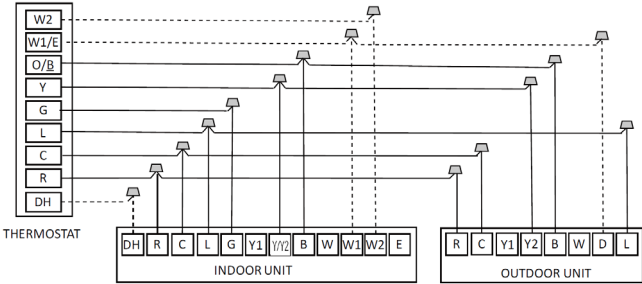 W2
W1/E
O/B
Y
G
L
C
R
DH
THERMOSTAT
DH R C L G Y1 Y/Y2 B W W1 W2 E
INDOOR UNIT
R C Y1 Y2 B W D L
OUTDOOR UNIT